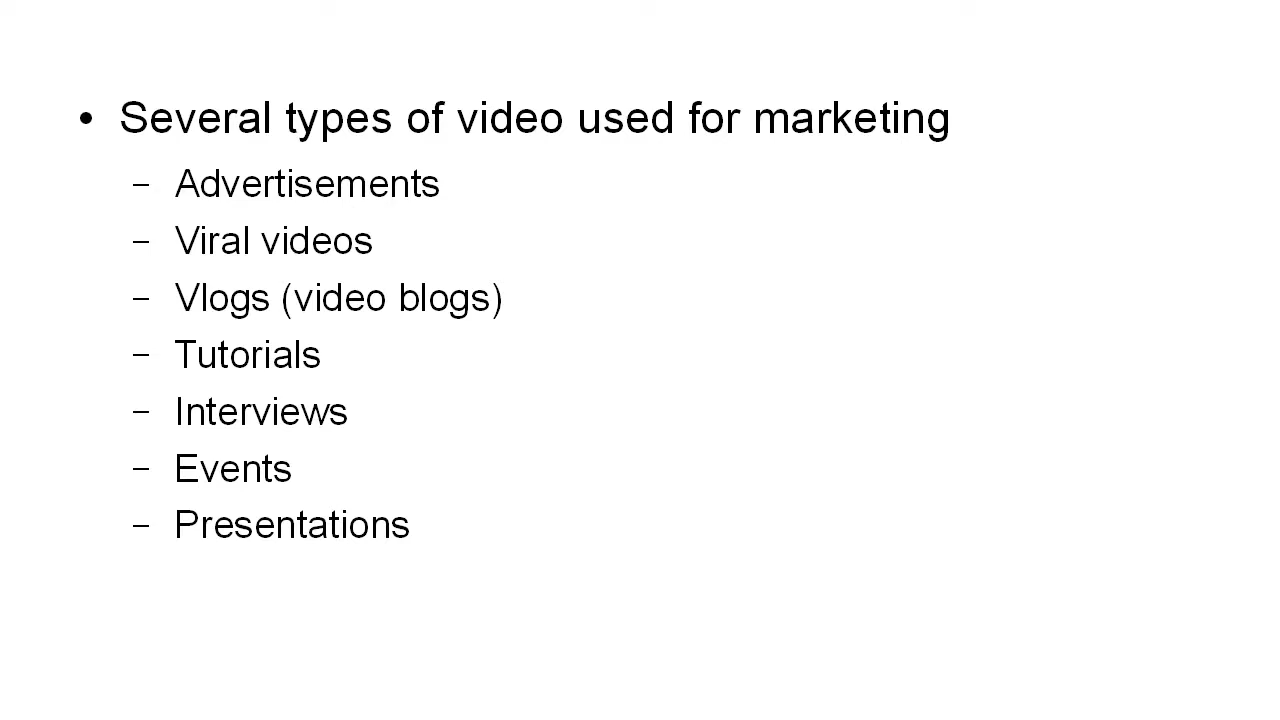 • Several types of video used for marketing
– Advertisements
– Viral videos
– Vlogs (video blogs)
– Tutorials
– Interviews
– Events
– Presentations